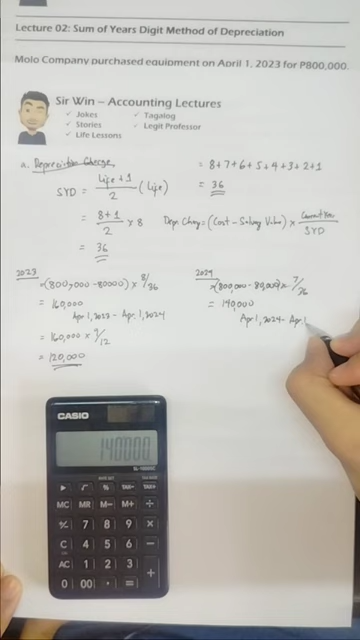 Lecture 02: Sum of Years Digit Method of Depreciation
Molo Company purchased equipment on April 1, 2023 for P800,000.
Sir Win – Accounting Lectures
✓ Jokes ✓ Tagalog
✓ Stories ✓ Legit Professor
✓ Life Lessons
a. Depreciation Charge
SYD = Life + 1 / 2 (Life)
= 8+1 / 2 × 8
= 36
= 8+7+6+5+4+3+2+1
= 36
Depn Charge = (Cost - Salvage Value) ×
SYD
2023
= (800,000 - 80000) × 8/36
= 160,000
Apr 1, 2023 - Apr 1, 2024
= 160,000 × 9/12
= 120,000
2024
(800,000 - 80,000) × 7/36
= 140,000
Apr 1, 2024 - Apr 1
CASIO
140000.
MC MR M− M+ ÷
7 8 9 ×
C 4 5 6 −
AC 1 2 3 +
0 00 · =